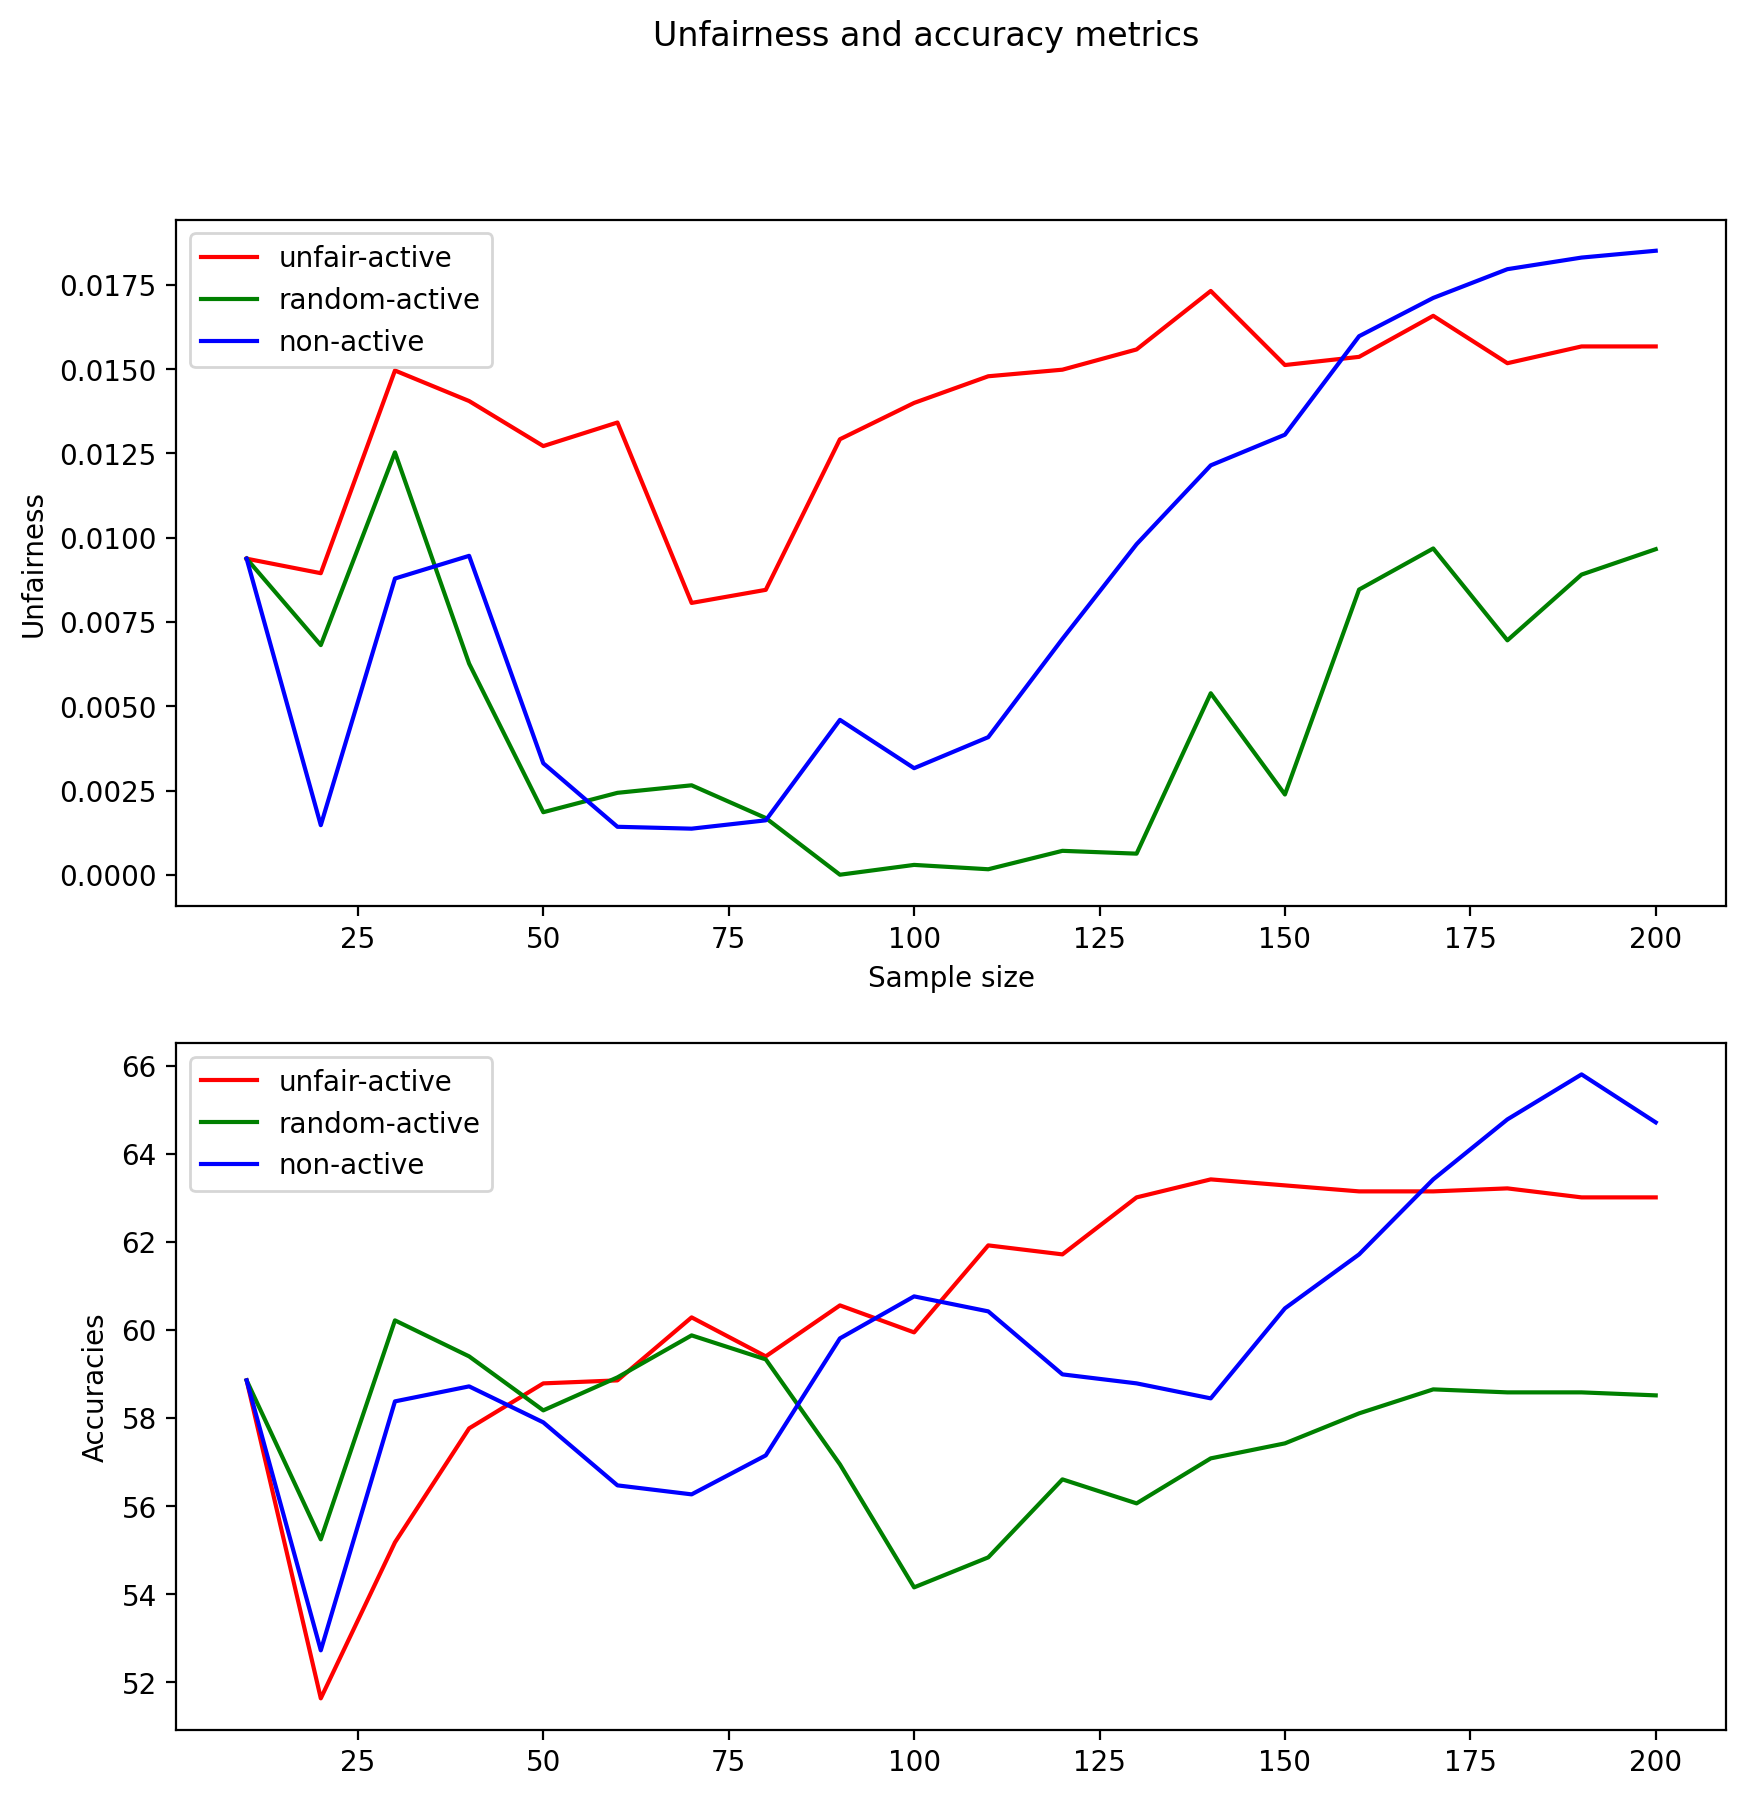 Unfairness and accuracy metrics
unfair-active
random-active
non-active
0.0175
0.0150
0.0125
0.0100
0.0075
0.0050
0.0025
0.0000
Unfairness
25 50 75 100 125 150 175 200
Sample size
unfair-active
random-active
non-active
66
64
62
60
58
56
54
52
Accuracies
25 50 75 100 125 150 175 200